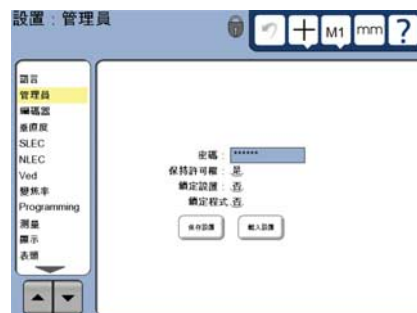 設置：管理員
M1
mm
?
語言
管理員
編碼器
垂直度
SLEC
NLEC
Ved
變焦率
Programming
測量
顯示
表頭
密碼：******
保持許可權：是
鎖定設置：否
鎖定程式：否
保存設置
載入設置